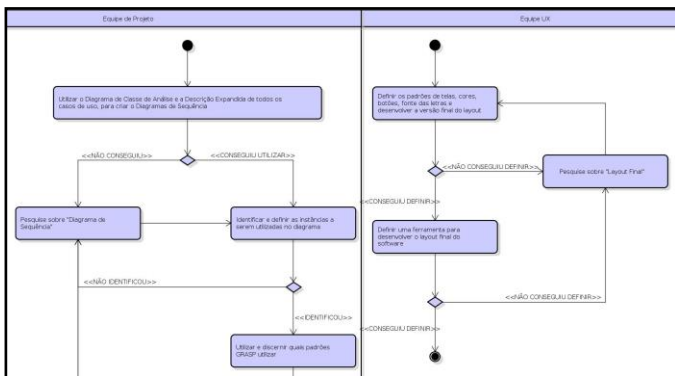 Equipe de Projeto
Equipe UX
Utilizar o Diagrama de Classe de Análise e a Descrição Expandida de todos os
casos de uso, para criar o Diagramas de Sequência
<<NÃO CONSEGUIU>>
<<CONSEGUIU UTILIZAR>>
Pesquise sobre "Diagrama de
Sequência"
Identificar e definir as instâncias a
serem utilizadas no diagrama
<<NÃO IDENTIFICOU>>
<<IDENTIFICOU>>
Utilizar e discernir quais padrões
GRASP utilizar
Definir os padrões de telas, cores,
botões, fonte das letras e
desenvolver a versão final do layout
<<NÃO CONSEGUIU DEFINIR>>
Pesquise sobre "Layout Final"
<<CONSEGUIU DEFINIR>>
Definir uma ferramenta para
desenvolver o layout final do
software
<<NÃO CONSEGUIU DEFINIR>>
<<CONSEGUIU DEFINIR>>